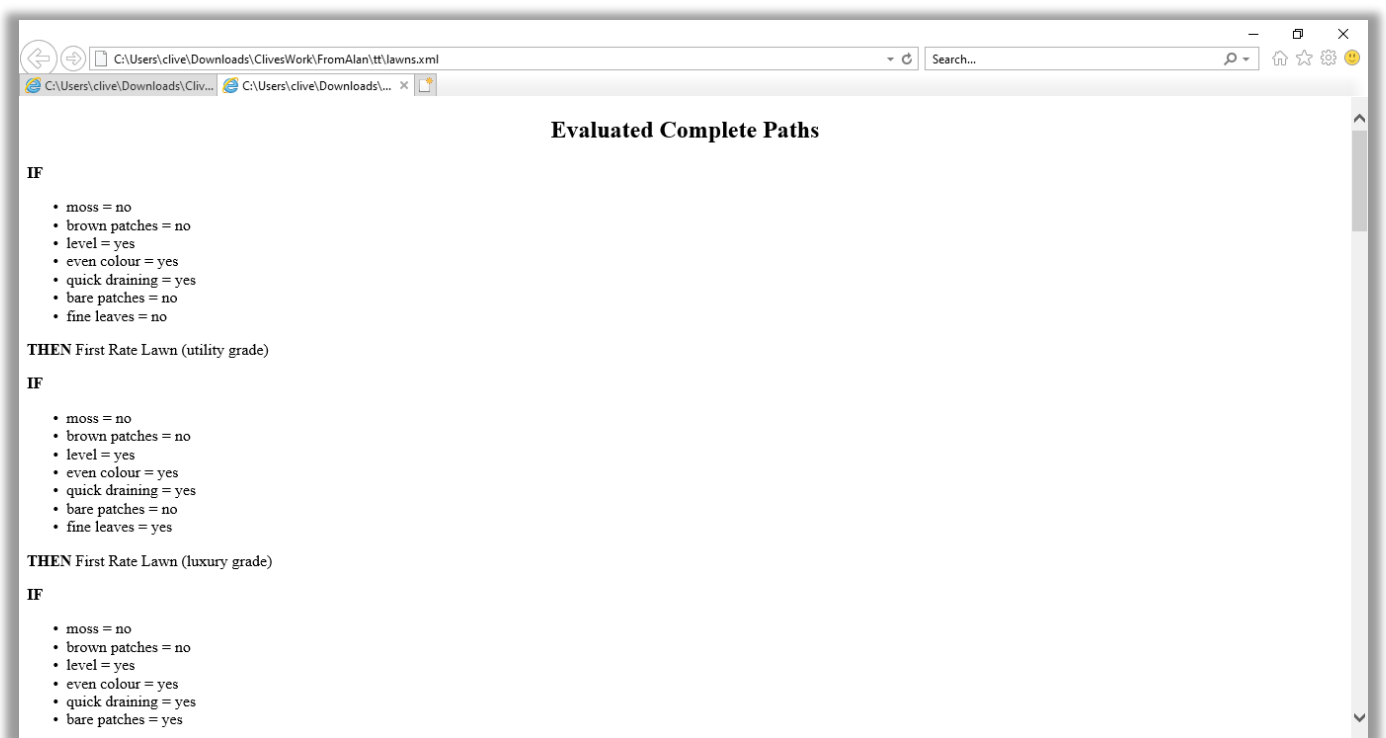 C:\Users\clive\Downloads\ClivesWork\FromAlan\tt\lawns.xml
Search...
C:\Users\clive\Downloads\Cliv...
C:\Users\clive\Downloads\...
Evaluated Complete Paths
IF
• moss = no
• brown patches = no
• level = yes
• even colour = yes
• quick draining = yes
• bare patches = no
• fine leaves = no
THEN First Rate Lawn (utility grade)
IF
• moss = no
• brown patches = no
• level = yes
• even colour = yes
• quick draining = yes
• bare patches = no
• fine leaves = yes
THEN First Rate Lawn (luxury grade)
IF
• moss = no
• brown patches = no
• level = yes
• even colour = yes
• quick draining = yes
• bare patches = yes